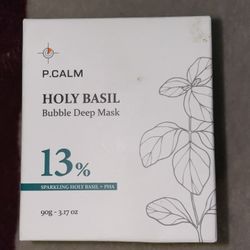 P.CALM
HOLY BASIL
Bubble Deep Mask
13%
SPARKLING HOLY BASIL + PHA
90g - 3.17 oz